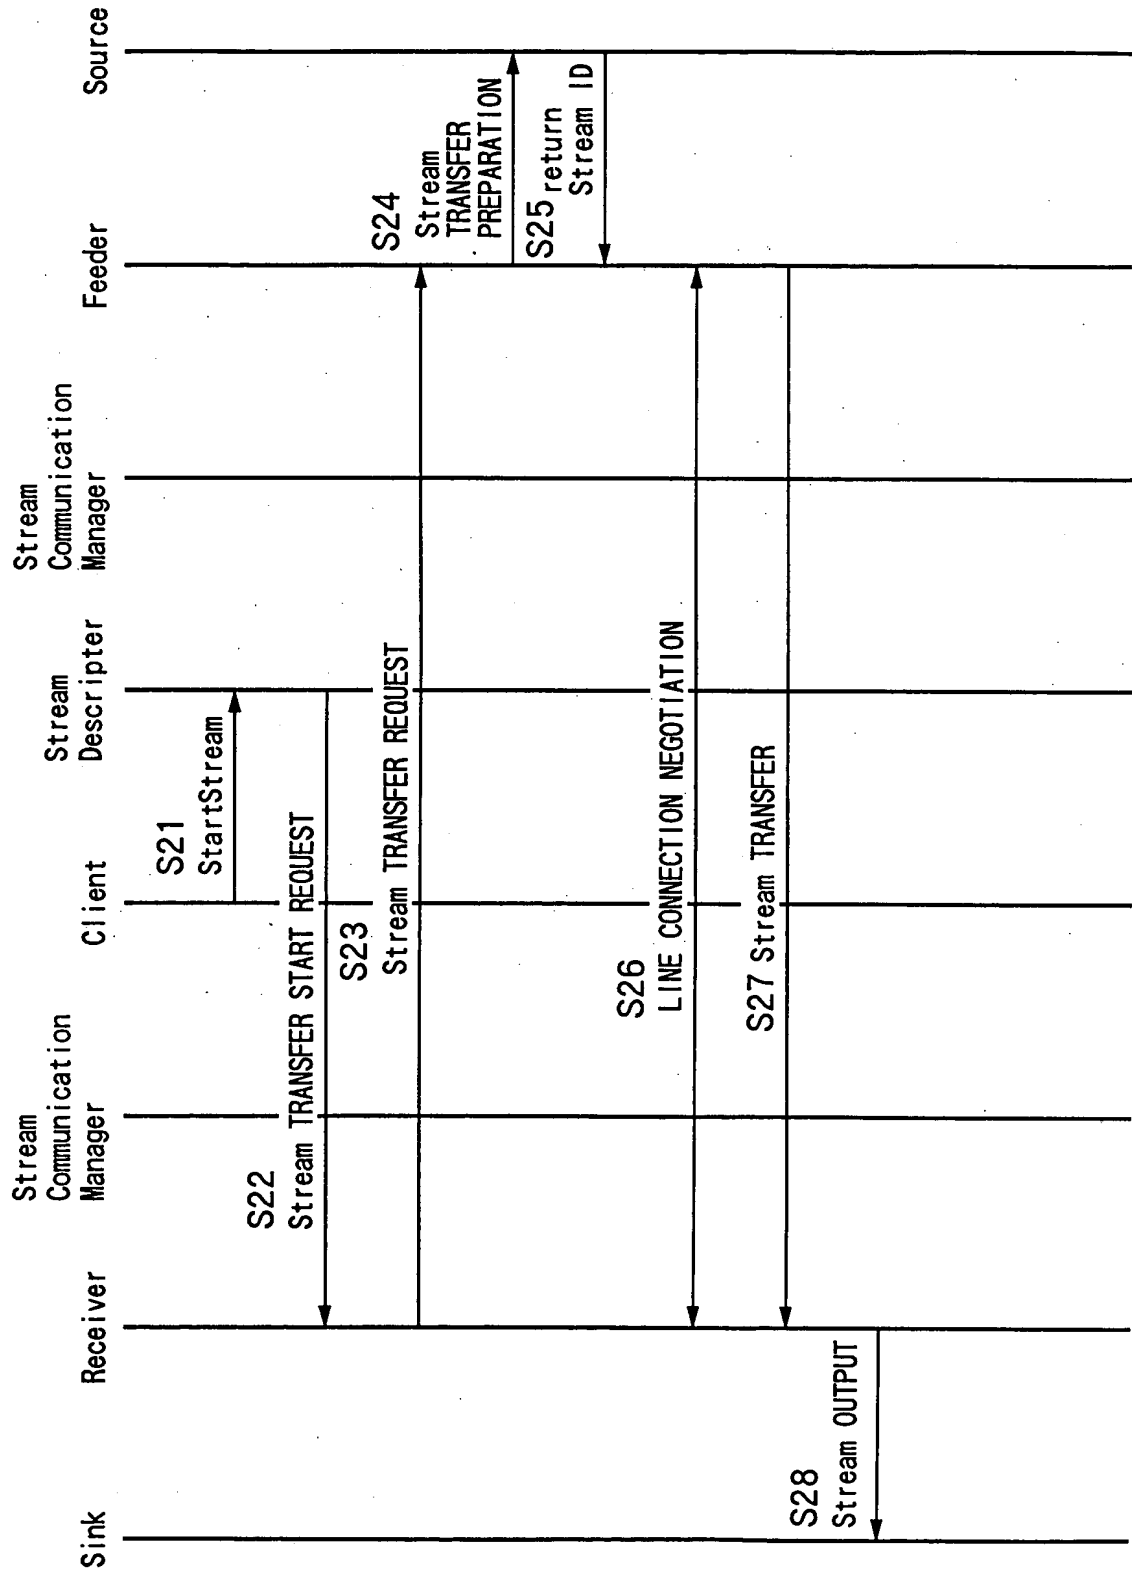 Sink
Receiver
Stream
Communication
Manager
Client
Stream
Descripter
Stream
Communication
Manager
Feeder
Source
S21
StartStream
S22
Stream TRANSFER START REQUEST
S23
Stream TRANSFER REQUEST
S24
Stream
TRANSFER
PREPARATION
S25 return
Stream ID
S26
LINE CONNECTION NEGOTIATION
S27 Stream TRANSFER
S28
Stream OUTPUT